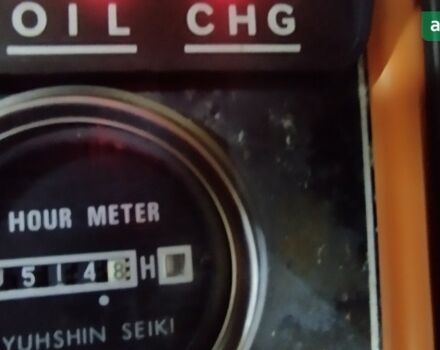 OIL CHG
HOUR METER
5148 H
YUHSHIN SEIKI